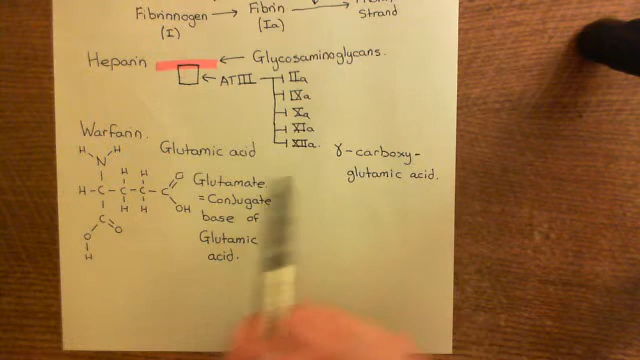 Fibrinnogen → Fibrin →
Strand
(I) (Ia)
Heparin ← Glycosaminoglycans.
← ATIII
IIa
IXa
Xa
XIa
XIIa.
Warfarin.
Glutamic acid
γ-carboxy-
glutamic acid.
H H
N H H O
H-C-C-C-C
H H OH
C O
O
H
Glutamate
= Conjugate
base of
Glutamic
acid.